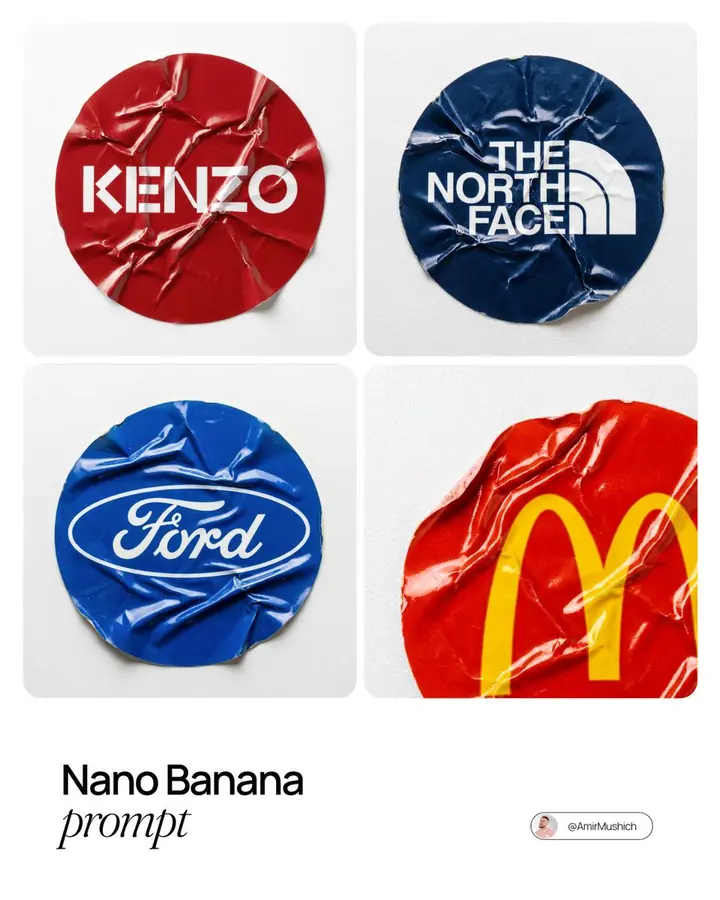 KENZO
THE
NORTH
FACE
Ford
M
Nano Banana
prompt
@AmirMushich